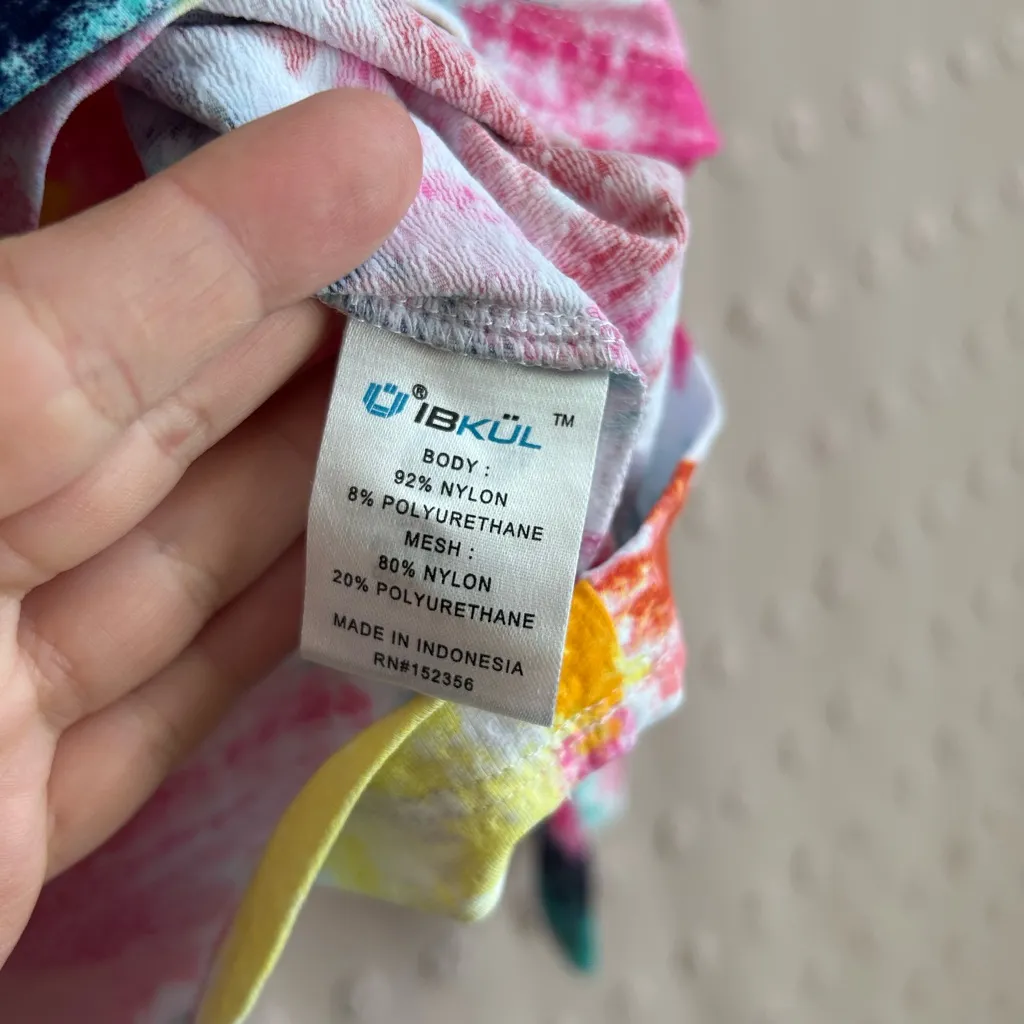 ® IBKÜL ™
BODY :
92% NYLON
8% POLYURETHANE
MESH :
80% NYLON
20% POLYURETHANE
MADE IN INDONESIA
RN#152356